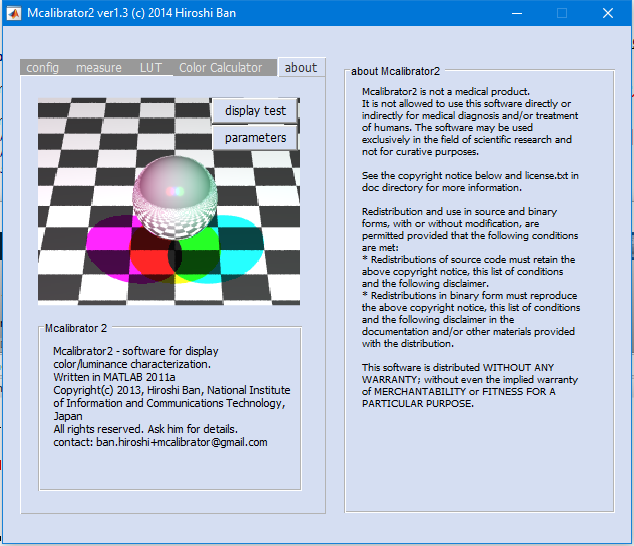 Mcalibrator2 ver1.3 (c) 2014 Hiroshi Ban
config measure LUT Color Calculator about
display test
parameters
Mcalibrator 2
Mcalibrator2 - software for display
color/luminance characterization.
Written in MATLAB 2011a
Copyright(c) 2013, Hiroshi Ban, National Institute
of Information and Communications Technology,
Japan
All rights reserved. Ask him for details.
contact: ban.hiroshi+mcalibrator@gmail.com
about Mcalibrator2
Mcalibrator2 is not a medical product.
It is not allowed to use this software directly or
indirectly for medical diagnosis and/or treatment
of humans. The software may be used
exclusively in the field of scientific research and
not for curative purposes.
See the copyright notice below and license.txt in
doc directory for more information.
Redistribution and use in source and binary
forms, with or without modification, are
permitted provided that the following conditions
are met:
* Redistributions of source code must retain the
above copyright notice, this list of conditions
and the following disclaimer.
* Redistributions in binary form must reproduce
the above copyright notice, this list of conditions
and the following disclaimer in the
documentation and/or other materials provided
with the distribution.
This software is distributed WITHOUT ANY
WARRANTY; without even the implied warranty
of MERCHANTABILITY or FITNESS FOR A
PARTICULAR PURPOSE.